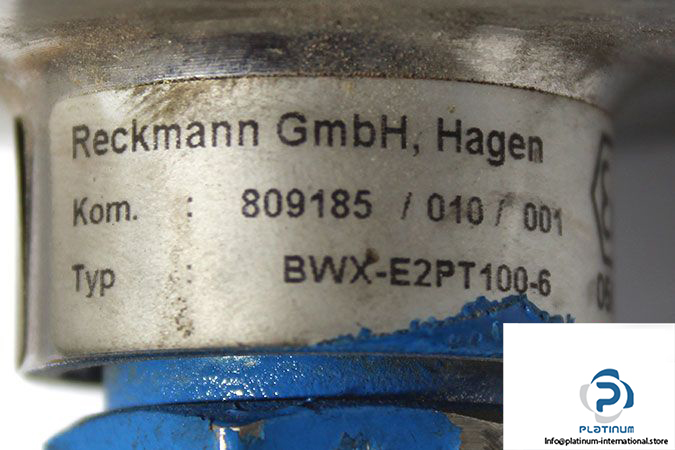 Reckmann GmbH, Hagen
Kom. : 809185 / 010 / 001
Typ : BWX-E2PT100-6
PLATINUM
Info@platinum-international.store